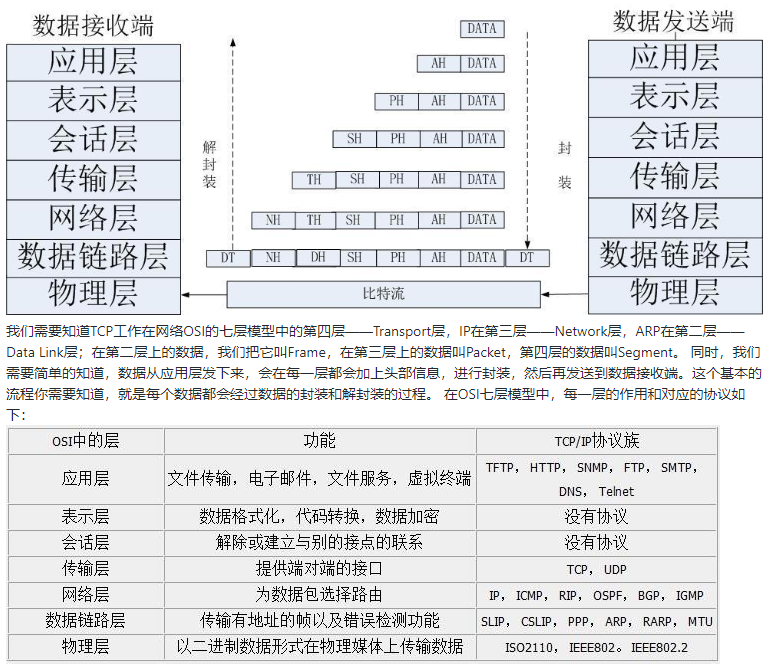 数据接收端
数据发送端
应用层
表示层
会话层
传输层
网络层
数据链路层
物理层
解封装
DATA
AH DATA
PH AH DATA
SH PH AH DATA
TH SH PH AH DATA
NH TH SH PH AH DATA
DT NH DH SH PH AH DATA DT
比特流
封装
应用层
表示层
会话层
传输层
网络层
数据链路层
物理层
我们需要知道TCP工作在网络OSI的七层模型中的第四层——Transport层，IP在第三层——Network层，ARP在第二层——
Data Link层；在第二层上的数据，我们把它叫Frame，在第三层上的数据叫Packet，第四层的数据叫Segment。 同时，我们
需要简单的知道，数据从应用层发下来，会在每一层都会加上头部信息，进行封装，然后再发送到数据接收端。这个基本的
流程你需要知道，就是每个数据都会经过数据的封装和解封装的过程。 在OSI七层模型中，每一层的作用和对应的协议如
下：
OSI中的层 功能 TCP/IP协议族
应用层 文件传输，电子邮件，文件服务，虚拟终端 TFTP，HTTP，SNMP，FTP，SMTP，
DNS，Telnet
表示层 数据格式化，代码转换，数据加密 没有协议
会话层 解除或建立与别的接点的联系 没有协议
传输层 提供端对端的接口 TCP，UDP
网络层 为数据包选择路由 IP，ICMP，RIP，OSPF，BGP，IGMP
数据链路层 传输有地址的帧以及错误检测功能 SLIP，CSLIP，PPP，ARP，RARP，MTU
物理层 以二进制数据形式在物理媒体上传输数据 ISO2110，IEEE802。IEEE802.2